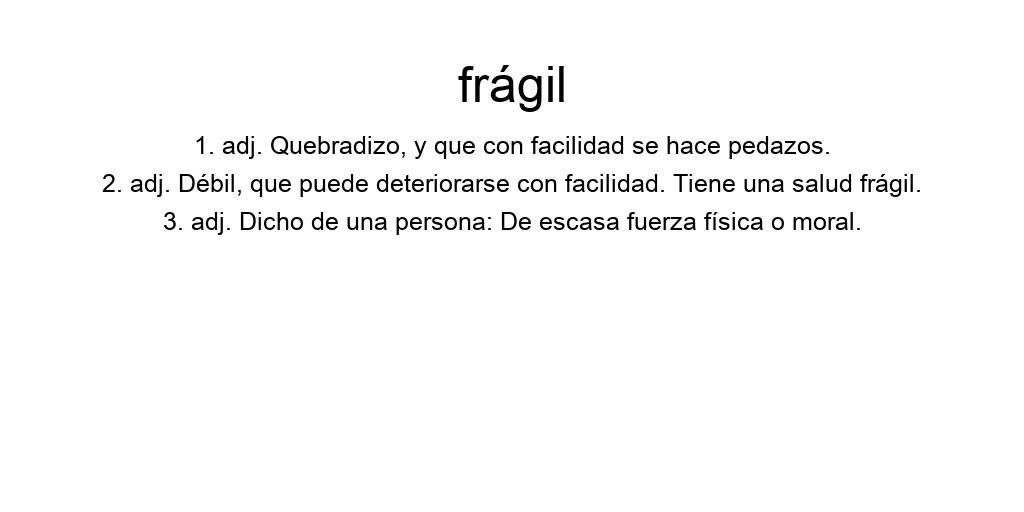 frágil
1. adj. Quebradizo, y que con facilidad se hace pedazos.
2. adj. Débil, que puede deteriorarse con facilidad. Tiene una salud frágil.
3. adj. Dicho de una persona: De escasa fuerza física o moral.